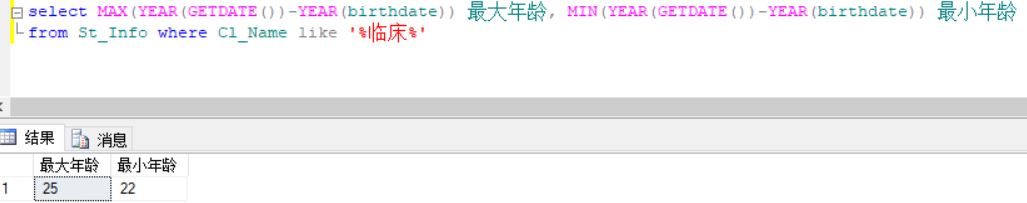 select MAX(YEAR(GETDATE())-YEAR(birthdate)) 最大年龄, MIN(YEAR(GETDATE())-YEAR(birthdate)) 最小年龄
from St_Info where Cl_Name like '%临床%'
结果 消息
最大年龄 最小年龄
1 25 22